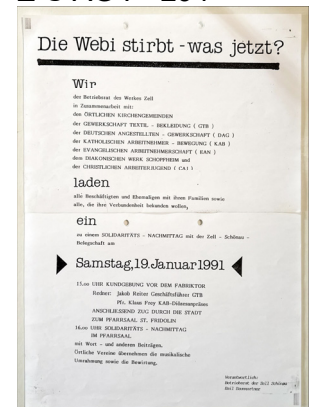 Die Webi stirbt - was jetzt?
Wir
der Betriebsrat des Werkes Zell
in Zusammenarbeit mit:
den ÖRTLICHEN KIRCHENGEMEINDEN
der GEWERKSCHAFT TEXTIL - BEKLEIDUNG ( GTB )
der DEUTSCHEN ANGESTELLTEN - GEWERKSCHAFT ( DAG )
der KATHOLISCHEN ARBEITNEHMER - BEWEGUNG ( KAB )
der EVANGELISCHEN ARBEITNEHMERSCHAFT ( EAN )
dem DIAKONISCHEN WERK SCHOPFHEIM und
der CHRISTLICHEN ARBEITERJUGEND ( CAJ )
laden
alle Beschäftigten und Ehemaligen mit ihren Familien sowie
alle, die ihre Verbundenheit bekunden wollen,
ein
zu einem SOLIDARITÄTS - NACHMITTAG mit der Zell - Schönau -
Belegschaft am
Samstag,19.Januar 1991
15.00 UHR KUNDGEBUNG VOR DEM FABRIKTOR
Redner: Jakob Reiter Geschäftsführer GTB
Pfr. Klaus Frey KAB-Diözesanpräses
ANSCHLIESSEND ZUG DURCH DIE STADT
ZUM PFARRSAAL ST. FRIDOLIN
16.00 UHR SOLIDARITÄTS - NACHMITTAG
IM PFARRSAAL
mit Wort - und anderen Beiträgen.
Örtliche Vereine übernehmen die musikalische
Umrahmung sowie die Bewirtung.
Verantwortlich:
Betriebsrat der Zell Schönau